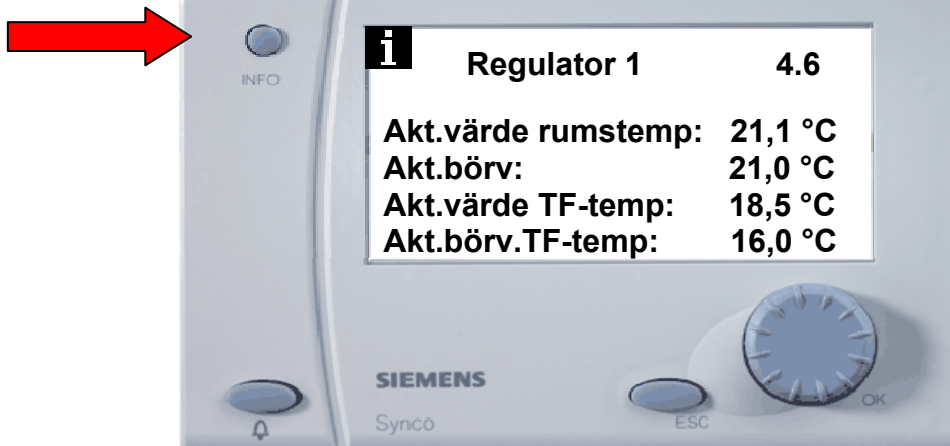 INFO
i Regulator 1 4.6
Akt.värde rumstemp: 21,1 °C
Akt.börv: 21,0 °C
Akt.värde TF-temp: 18,5 °C
Akt.börv.TF-temp: 16,0 °C
SIEMENS
Synco
ESC
OK